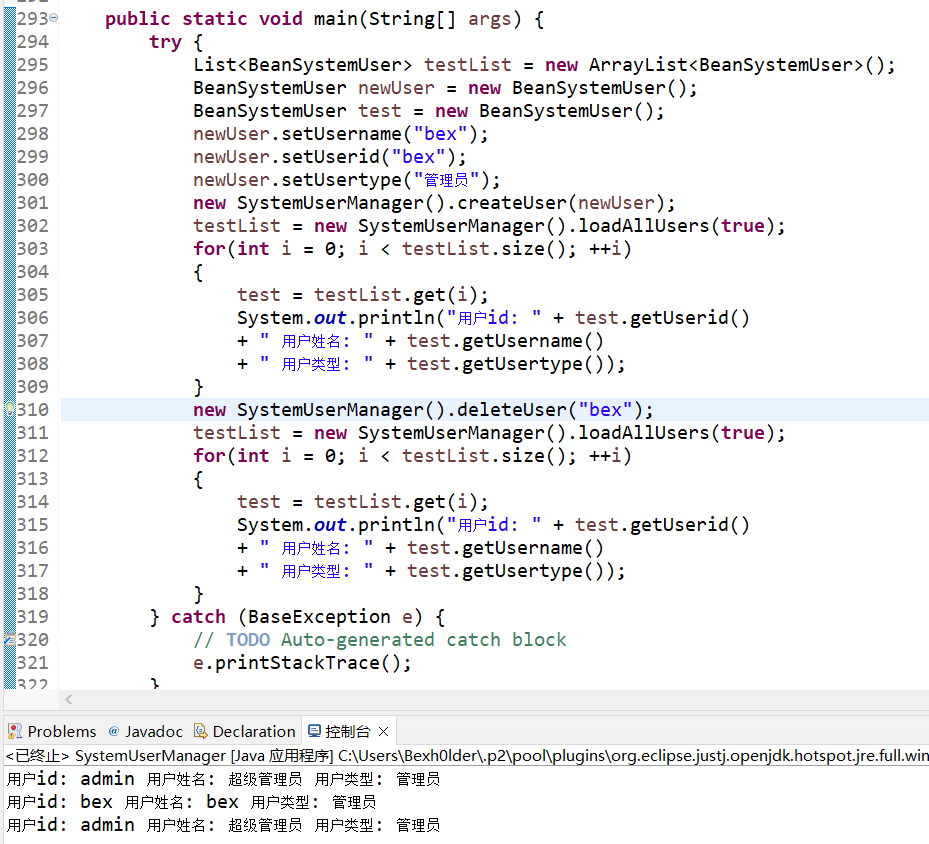 293 public static void main(String[] args) {
294 try {
295 List<BeanSystemUser> testList = new ArrayList<BeanSystemUser>();
296 BeanSystemUser newUser = new BeanSystemUser();
297 BeanSystemUser test = new BeanSystemUser();
298 newUser.setUsername("bex");
299 newUser.setUserid("bex");
300 newUser.setUsertype("管理员");
301 new SystemUserManager().createUser(newUser);
302 testList = new SystemUserManager().loadAllUsers(true);
303 for(int i = 0; i < testList.size(); ++i)
304 {
305 test = testList.get(i);
306 System.out.println("用户id: " + test.getUserid()
307 + " 用户姓名: " + test.getUsername()
308 + " 用户类型: " + test.getUsertype());
309 }
310 new SystemUserManager().deleteUser("bex");
311 testList = new SystemUserManager().loadAllUsers(true);
312 for(int i = 0; i < testList.size(); ++i)
313 {
314 test = testList.get(i);
315 System.out.println("用户id: " + test.getUserid()
316 + " 用户姓名: " + test.getUsername()
317 + " 用户类型: " + test.getUsertype());
318 }
319 } catch (BaseException e) {
320 // TODO Auto-generated catch block
321 e.printStackTrace();
322 }
Problems @ Javadoc Declaration 控制台
<已终止> SystemUserManager [Java 应用程序] C:\Users\Bexh0lder\.p2\pool\plugins\org.eclipse.justj.openjdk.hotspot.jre.full.win
用户id: admin 用户姓名: 超级管理员 用户类型: 管理员
用户id: bex 用户姓名: bex 用户类型: 管理员
用户id: admin 用户姓名: 超级管理员 用户类型: 管理员